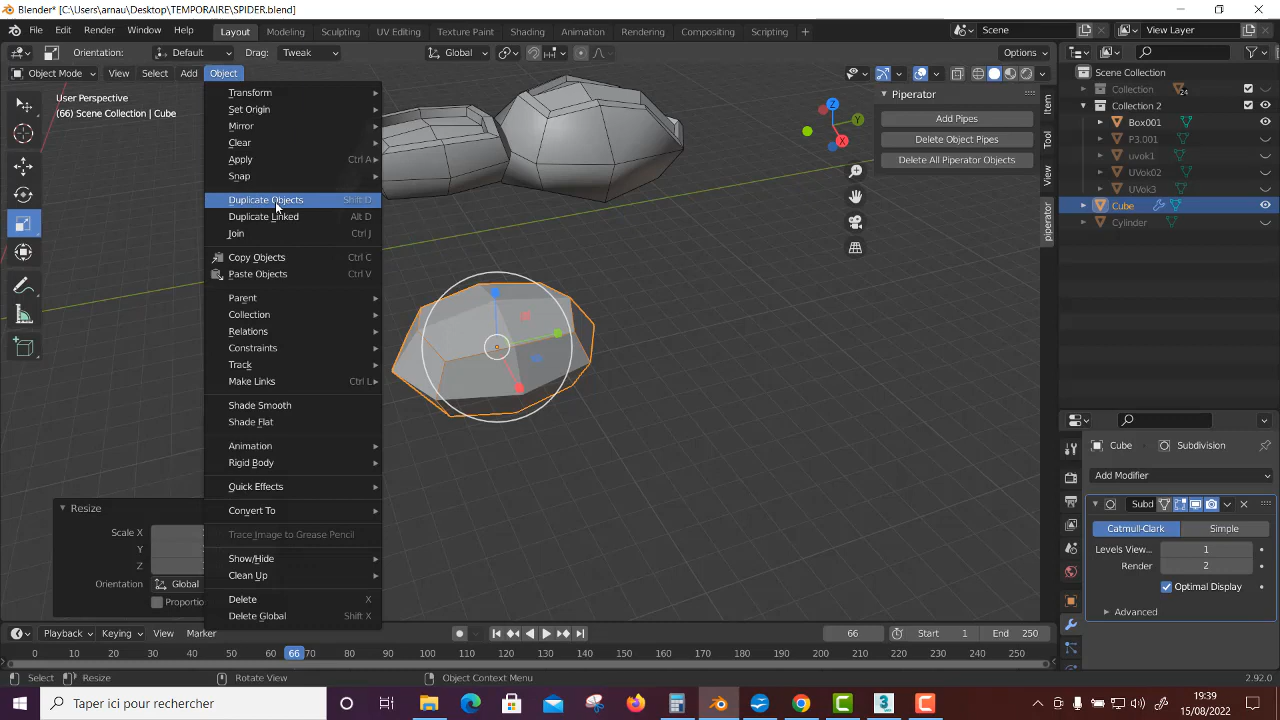 Blender* [C:\Users\arnau\Desktop\TEMPORAIRE\SPIDER.blend]
File Edit Render Window Help Layout Modeling Sculpting UV Editing Texture Paint Shading Animation Rendering Compositing Scripting + Scene View Layer
Orientation: Default Drag: Tweak Global Options
Object Mode View Select Add Object
User Perspective
(66) Scene Collection | Cube
Transform
Set Origin
Mirror
Clear
Apply Ctrl A
Snap
Duplicate Objects Shift D
Duplicate Linked Alt D
Join Ctrl J
Copy Objects Ctrl C
Paste Objects Ctrl V
Parent
Collection
Relations
Constraints
Track
Make Links Ctrl L
Shade Smooth
Shade Flat
Animation
Rigid Body
Quick Effects
Convert To
Trace Image to Grease Pencil
Show/Hide
Clean Up
Delete X
Delete Global Shift X
Resize
Scale X
Y
Z
Orientation Global
Proportio
Z
Y
X
Piperator
Add Pipes
Delete Object Pipes
Delete All Piperator Objects
Item
Tool
View
piperator
Scene Collection
Collection 24
Collection 2
Box001
P3.001
uvok1
UVok02
UVok3
Cube
Cylinder
Cube Subdivision
Add Modifier
Subd
Catmull-Clark Simple
Levels View... 1
Render 2
Optimal Display
Advanced
Playback Keying View Marker 66 Start 1 End 250
0 10 20 30 40 50 60 66 70 80 90 100 110 120 130 140 150 160 170 180 190 200 210 220 230 240 250
Select Resize Rotate View Object Context Menu 2.92.0
Tapez ici pour rechercher 3 19:39
15/08/2022